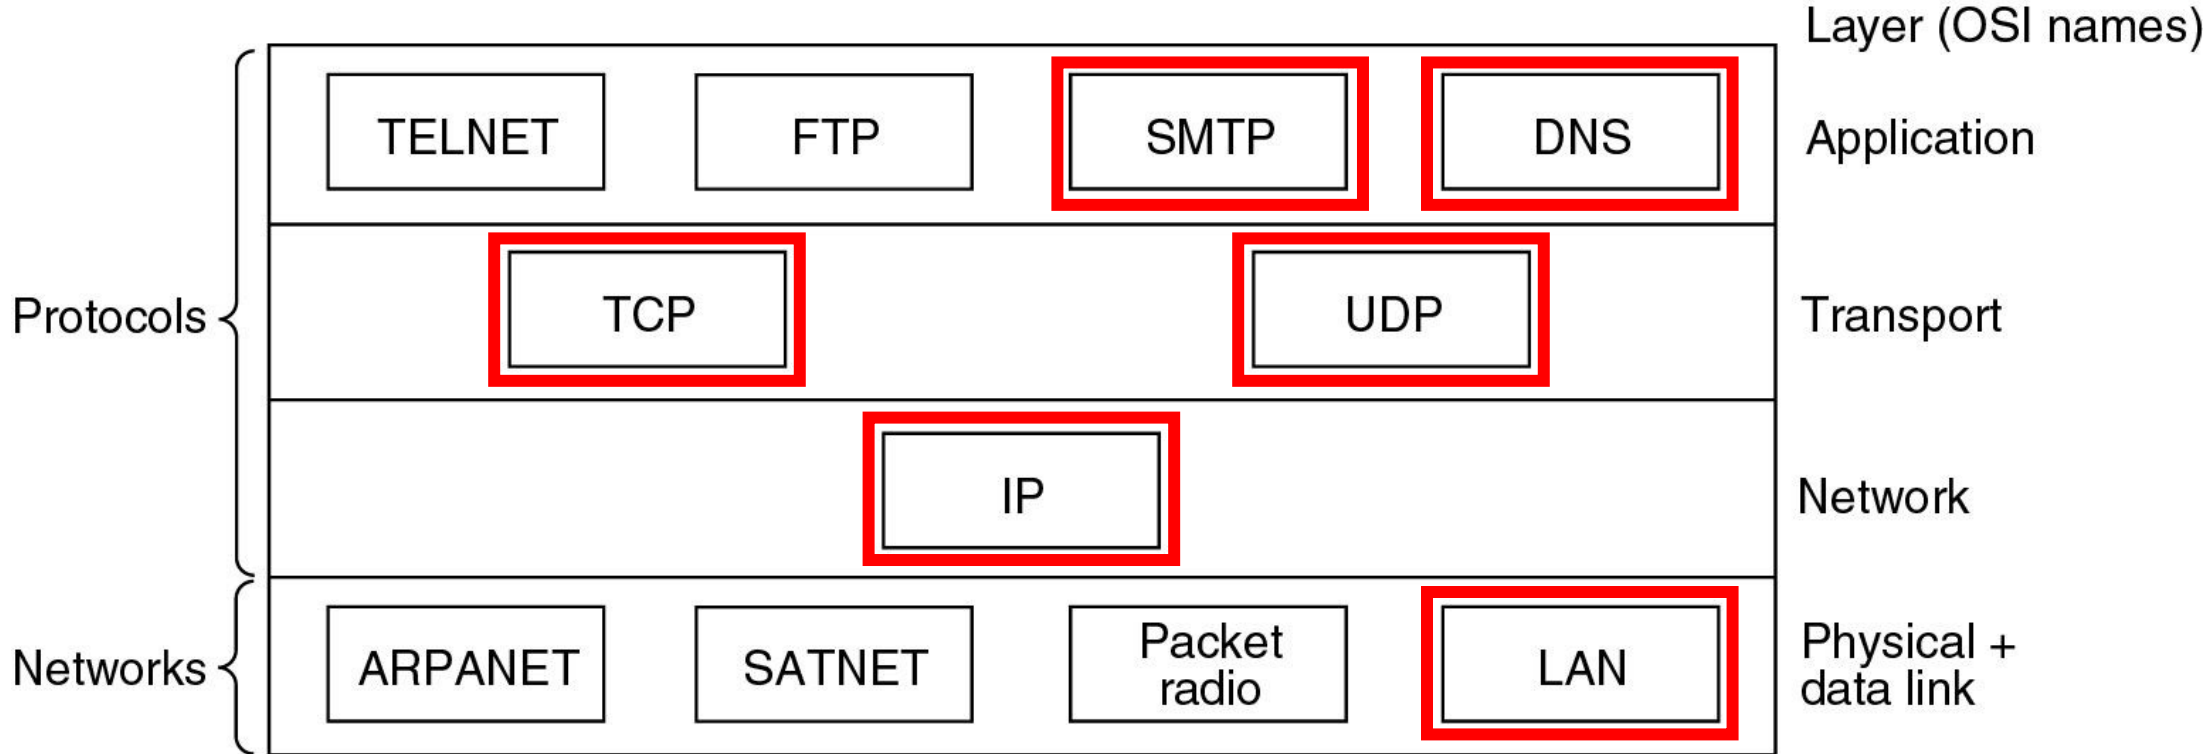 Layer (OSI names)
TELNET FTP SMTP DNS Application
Protocols TCP UDP Transport
IP Network
Networks ARPANET SATNET Packet radio LAN Physical +
data link